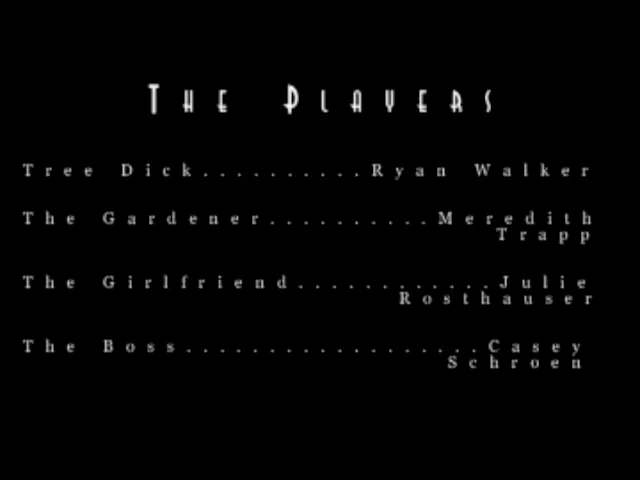 The Players
Tree Dick..........Ryan Walker
The Gardener..........Meredith
Trapp
The Girlfriend............Julie
Rosthauser
The Boss..................Casey
Schroen